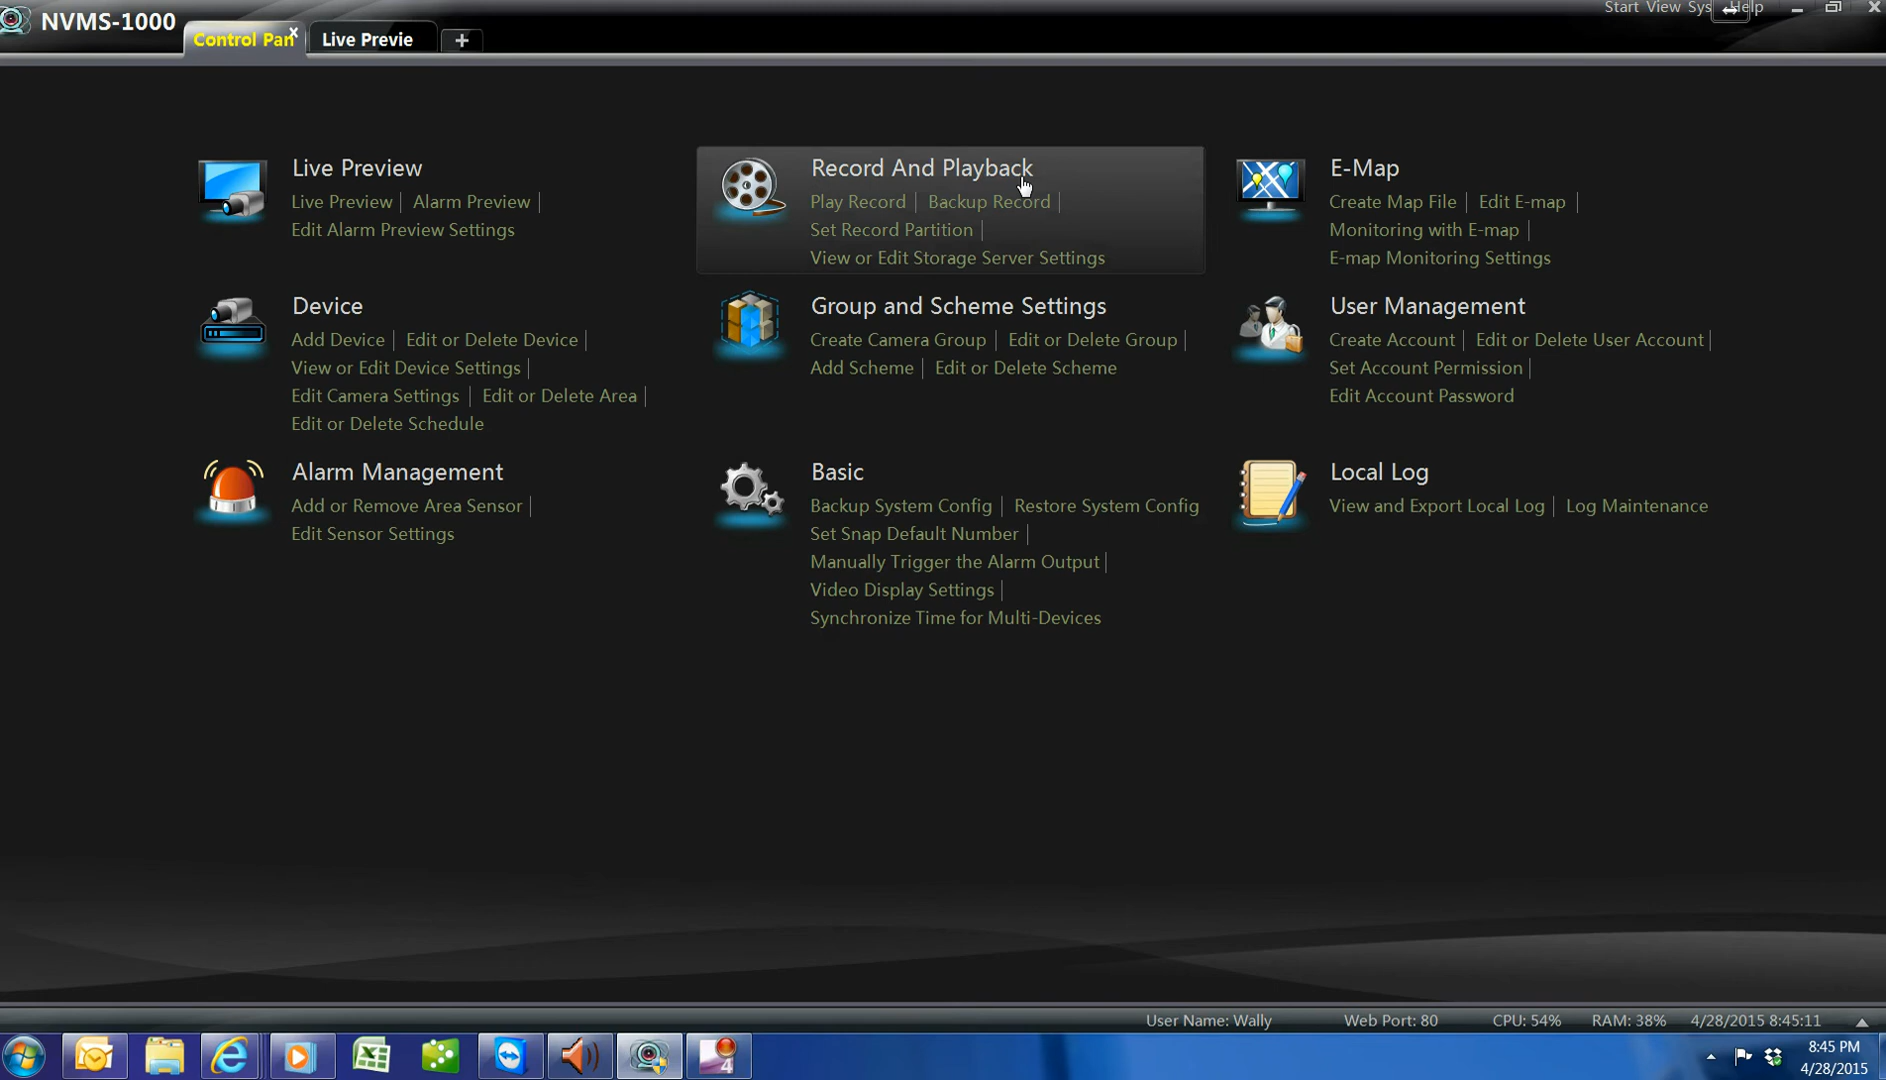 NVMS-1000
Control Pan
x
Live Previe
+
Start View Sys Help
Live Preview
Live Preview | Alarm Preview |
Edit Alarm Preview Settings
Record And Playback
Play Record | Backup Record |
Set Record Partition |
View or Edit Storage Server Settings
E-Map
Create Map File | Edit E-map |
Monitoring with E-map |
E-map Monitoring Settings
Device
Add Device | Edit or Delete Device |
View or Edit Device Settings |
Edit Camera Settings | Edit or Delete Area |
Edit or Delete Schedule
Group and Scheme Settings
Create Camera Group | Edit or Delete Group |
Add Scheme | Edit or Delete Scheme
User Management
Create Account | Edit or Delete User Account |
Set Account Permission |
Edit Account Password
Alarm Management
Add or Remove Area Sensor |
Edit Sensor Settings
Basic
Backup System Config | Restore System Config
Set Snap Default Number |
Manually Trigger the Alarm Output |
Video Display Settings |
Synchronize Time for Multi-Devices
Local Log
View and Export Local Log | Log Maintenance
User Name: Wally Web Port: 80 CPU: 54% RAM: 38% 4/28/2015 8:45:11
4
8:45 PM
4/28/2015